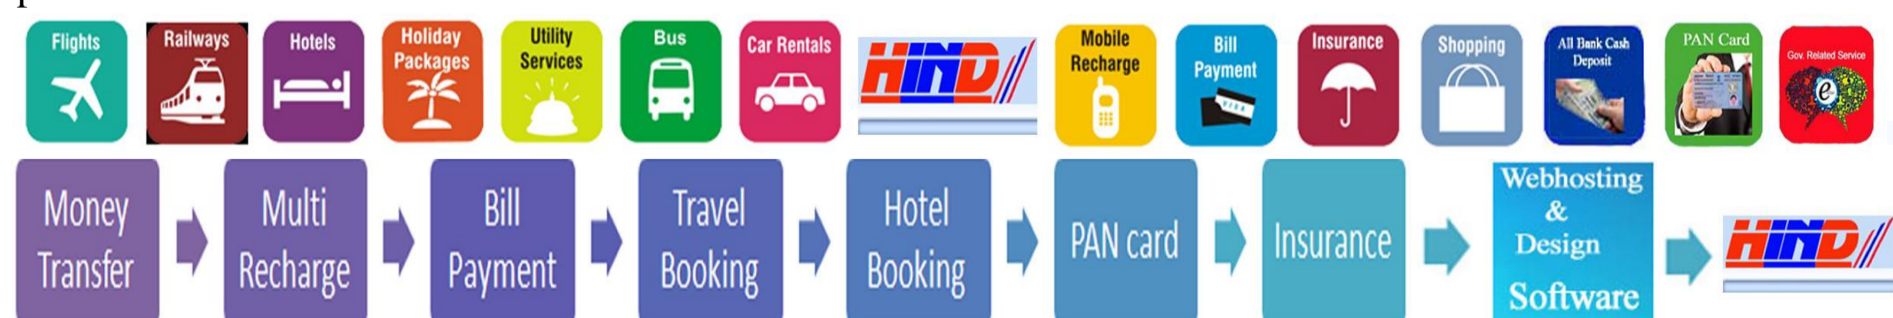 Flights
Railways
Hotels
Holiday
Packages
Utility
Services
Bus
Car Rentals
HIND
Mobile
Recharge
Bill
Payment
VISA
Insurance
Shopping
All Bank Cash
Deposit
PAN Card
Gov. Related Service
e
Money
Transfer
Multi
Recharge
Bill
Payment
Travel
Booking
Hotel
Booking
PAN card
Insurance
Webhosting
&
Design
Software
HIND